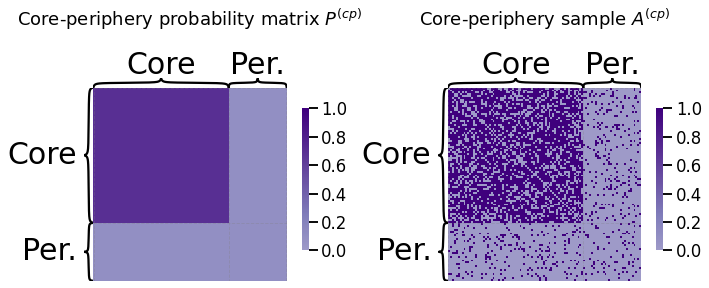 Core-periphery probability matrix P^(cp)
Core Per.
Core
Per.
1.0
0.8
0.6
0.4
0.2
0.0
Core-periphery sample A^(cp)
Core Per.
Core
Per.
1.0
0.8
0.6
0.4
0.2
0.0